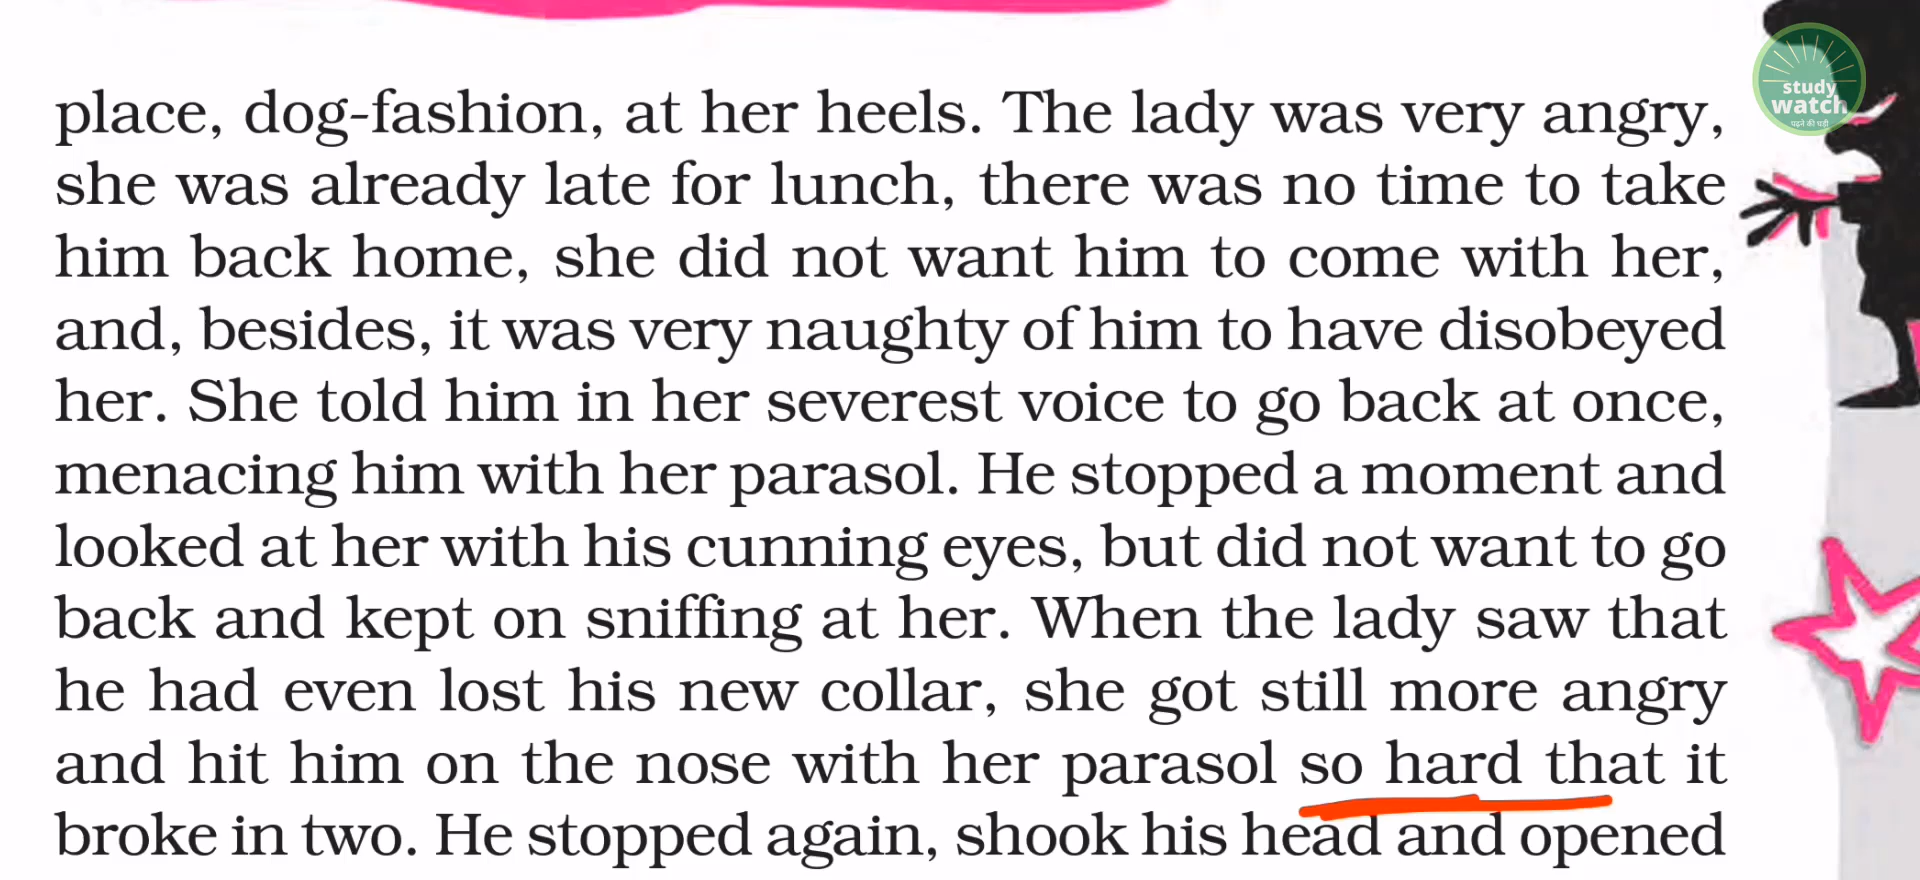 study
watch
पढ़ने की घड़ी
place, dog-fashion, at her heels. The lady was very angry,
she was already late for lunch, there was no time to take
him back home, she did not want him to come with her,
and, besides, it was very naughty of him to have disobeyed
her. She told him in her severest voice to go back at once,
menacing him with her parasol. He stopped a moment and
looked at her with his cunning eyes, but did not want to go
back and kept on sniffing at her. When the lady saw that
he had even lost his new collar, she got still more angry
and hit him on the nose with her parasol so hard that it
broke in two. He stopped again, shook his head and opened